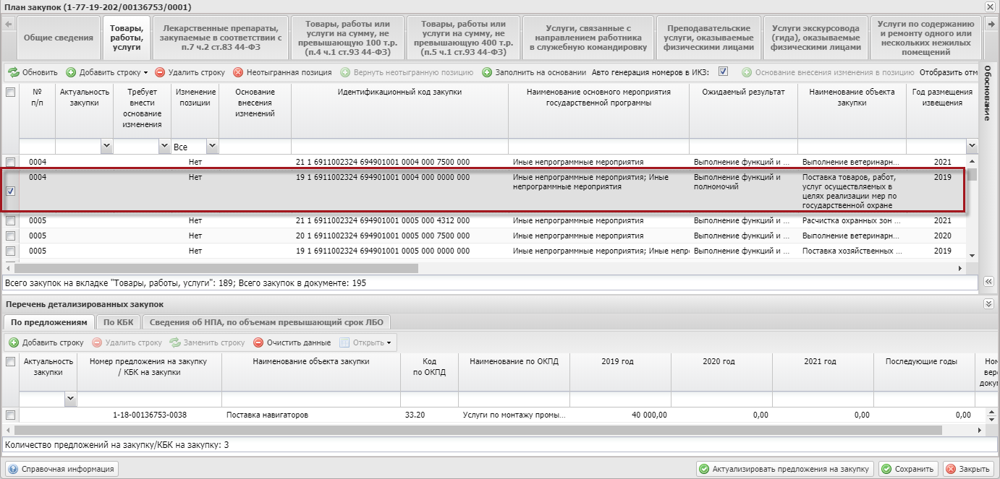 План закупок (1-77-19-202/00136753/0001)
Общие сведения
Товары, работы, услуги
Лекарственные препараты, закупаемые в соответствии с п.7 ч.2 ст.83 44-ФЗ
Товары, работы или услуги на сумму, не превышающую 100 т.р. (п.4 ч.1 ст.93 44-ФЗ)
Товары, работы или услуги на сумму, не превышающую 400 т.р. (п.5 ч.1 ст.93 44-ФЗ)
Услуги, связанные с направлением работника в служебную командировку
Преподавательские услуги, оказываемые физическими лицами
Услуги экскурсовода (гида), оказываемые физическими лицами
Услуги по содержанию и ремонту одного или нескольких нежилых помещений
Обновить Добавить строку Удалить строку Неотыгранная позиция Вернуть неотыгранную позицию Заполнить на основании Авто генерация номеров в ИКЗ: Основание внесения изменения в позицию Отобразить отм
Обоснование
№ п/п Актуальность закупки Требует внести основание изменения Изменение позиции Основание внесения изменений Идентификационный код закупки Наименование основного мероприятия государственной программы Ожидаемый результат Наименование объекта закупки Год размещения извещения
Все
0004 Нет 21 1 6911002324 694901001 0004 000 7500 000 Иные непрограммные мероприятия Выполнение функций и ... Выполнение ветеринарн... 2021
0004 Нет 19 1 6911002324 694901001 0004 000 0000 000 Иные непрограммные мероприятия; Иные непрограммные мероприятия Выполнение функций и полномочий Поставка товаров, работ, услуг осуществляемых в целях реализации мер по государственной охране 2019
0005 Нет 21 1 6911002324 694901001 0005 000 4312 000 Иные непрограммные мероприятия Выполнение функций и ... Расчистка охранных зон ... 2021
0005 Нет 20 1 6911002324 694901001 0005 000 7500 000 Иные непрограммные мероприятия Выполнение функций и ... Выполнение ветеринарн... 2020
0005 Нет 19 1 6911002324 694901001 0005 000 0000 000 Иные непрограммные мероприятия; Иные непр Выполнение функций и ... Поставка хозяйственных ... 2019
Всего закупок на вкладке "Товары, работы, услуги": 189; Всего закупок в документе: 195
Перечень детализированных закупок
По предложениям По КБК Сведения об НПА, по объемам превышающий срок ЛБО
Добавить строку Удалить строку Заменить строку Очистить данные Открыть
Актуальность закупки Номер предложения на закупку / КБК на закупки Наименование объекта закупки Код по ОКПД Наименование по ОКПД 2019 год 2020 год 2021 год Последующие годы Ном верс докум
1-18-00136753-0038 Поставка навигаторов 33.20 Услуги по монтажу промы... 40 000,00 0,00 0,00 0,00
Количество предложений на закупку/КБК на закупку: 3
Справочная информация Актуализировать предложения на закупку Сохранить Закрыть